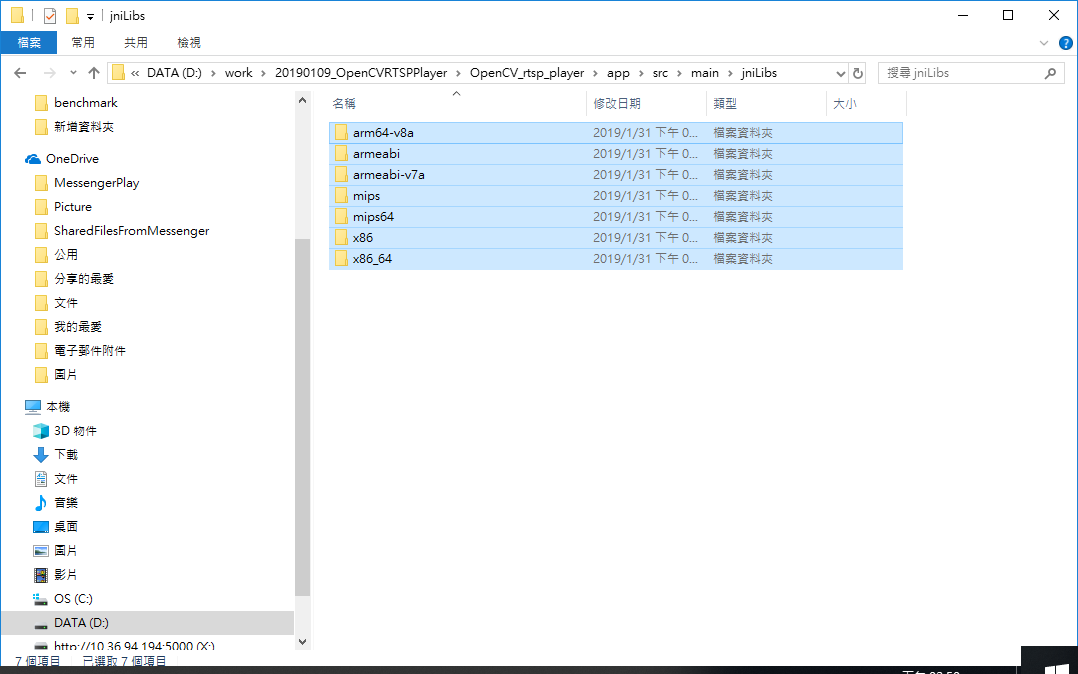 jniLibs
檔案 常用 共用 檢視
« DATA (D:) › work › 20190109_OpenCVRTSPPlayer › OpenCV_rtsp_player › app › src › main › jniLibs
搜尋 jniLibs
benchmark
新增資料夾
OneDrive
MessengerPlay
Picture
SharedFilesFromMessenger
公用
分享的最愛
文件
我的最愛
電子郵件附件
圖片
本機
3D 物件
下載
文件
音樂
桌面
圖片
影片
OS (C:)
DATA (D:)
http://10.36.94.194:5000 (X:)
名稱 修改日期 類型 大小
arm64-v8a 2019/1/31 下午 0... 檔案資料夾
armeabi 2019/1/31 下午 0... 檔案資料夾
armeabi-v7a 2019/1/31 下午 0... 檔案資料夾
mips 2019/1/31 下午 0... 檔案資料夾
mips64 2019/1/31 下午 0... 檔案資料夾
x86 2019/1/31 下午 0... 檔案資料夾
x86_64 2019/1/31 下午 0... 檔案資料夾
7 個項目 已選取 7 個項目